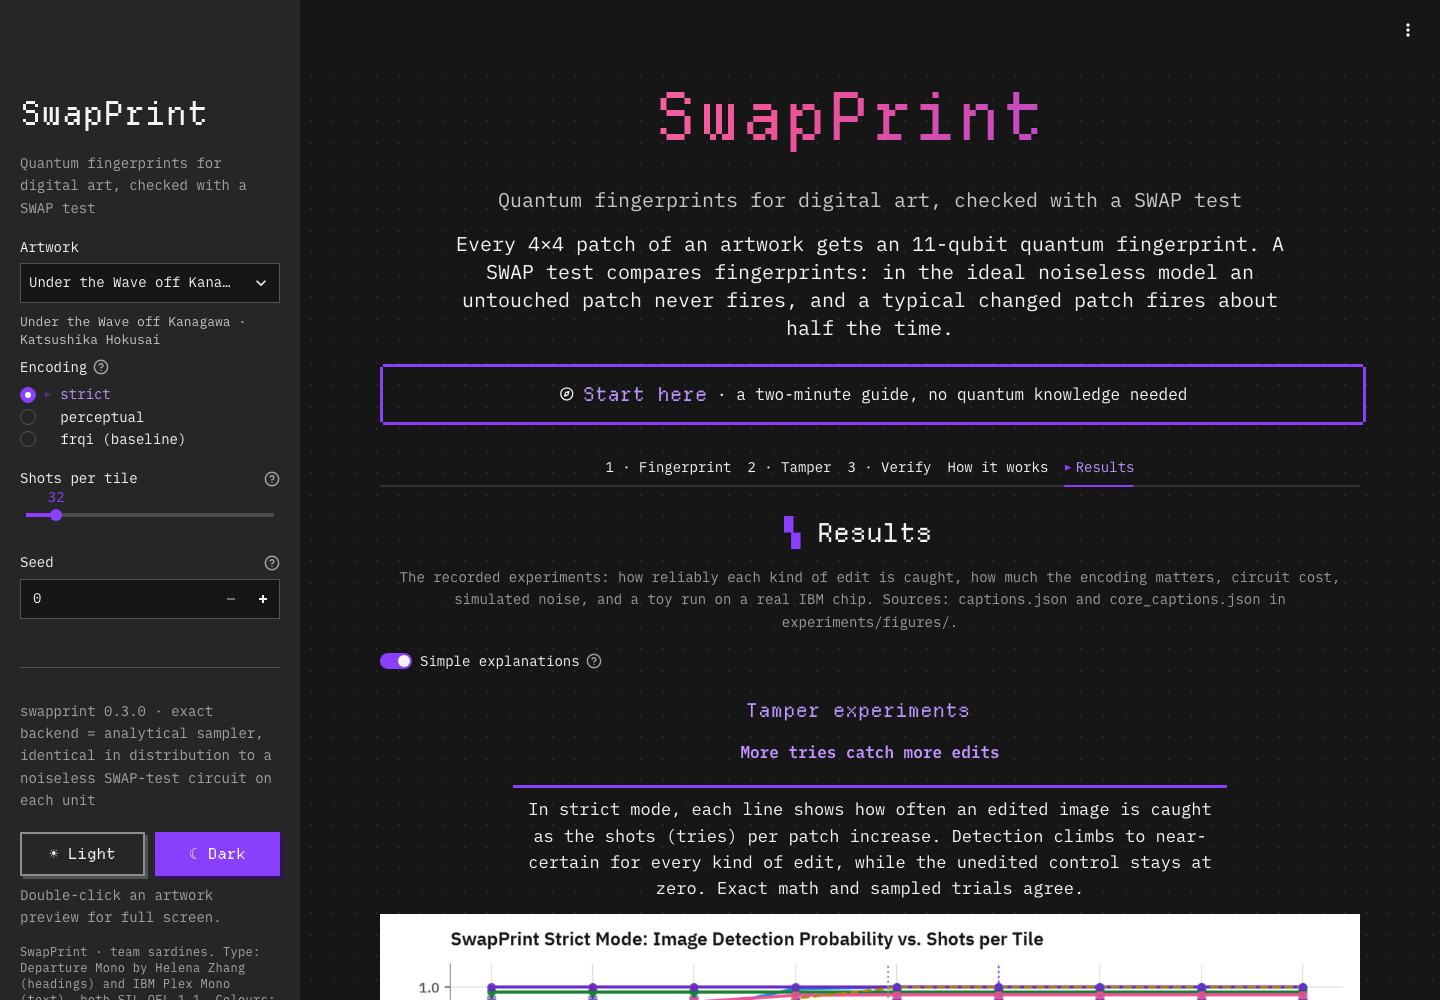 SwapPrint
Quantum fingerprints for
digital art, checked with a
SWAP test
Artwork
Under the Wave off Kana…
Under the Wave off Kanagawa ·
Katsushika Hokusai
Encoding
strict
perceptual
frqi (baseline)
Shots per tile
32
Seed
0
swapprint 0.3.0 · exact
backend = analytical sampler,
identical in distribution to a
noiseless SWAP-test circuit on
each unit
☀ Light
☾ Dark
Double-click an artwork
preview for full screen.
SwapPrint · team sardines. Type:
Departure Mono by Helena Zhang
(headings) and IBM Plex Mono
(text), both SIL OFL 1.1. Colours:
SwapPrint
Quantum fingerprints for digital art, checked with a SWAP test
Every 4×4 patch of an artwork gets an 11-qubit quantum fingerprint. A
SWAP test compares fingerprints: in the ideal noiseless model an
untouched patch never fires, and a typical changed patch fires about
half the time.
Start here · a two-minute guide, no quantum knowledge needed
1 · Fingerprint 2 · Tamper 3 · Verify How it works ▸ Results
Results
The recorded experiments: how reliably each kind of edit is caught, how much the encoding matters, circuit cost,
simulated noise, and a toy run on a real IBM chip. Sources: captions.json and core_captions.json in
experiments/figures/.
Simple explanations
Tamper experiments
More tries catch more edits
In strict mode, each line shows how often an edited image is caught
as the shots (tries) per patch increase. Detection climbs to near-
certain for every kind of edit, while the unedited control stays at
zero. Exact math and sampled trials agree.
SwapPrint Strict Mode: Image Detection Probability vs. Shots per Tile
1.0